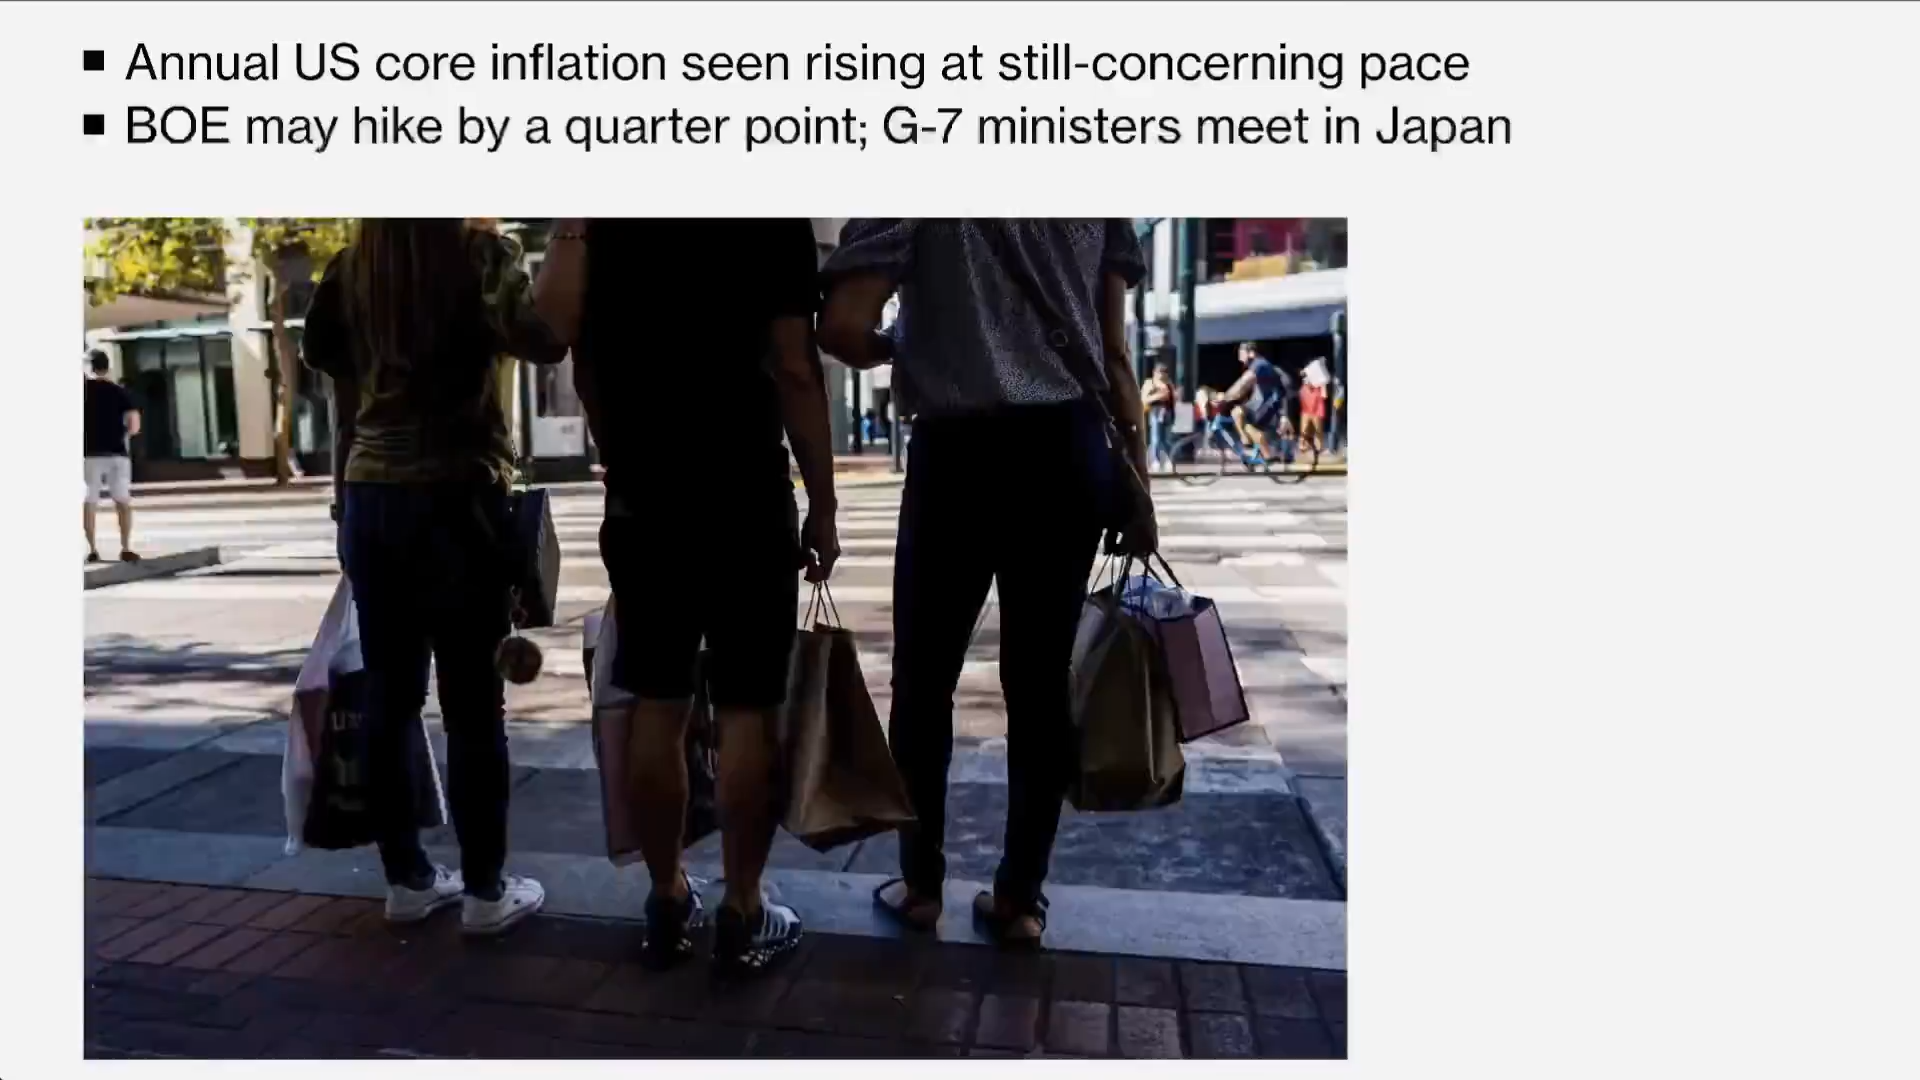 Annual US core inflation seen rising at still-concerning pace
BOE may hike by a quarter point; G-7 ministers meet in Japan